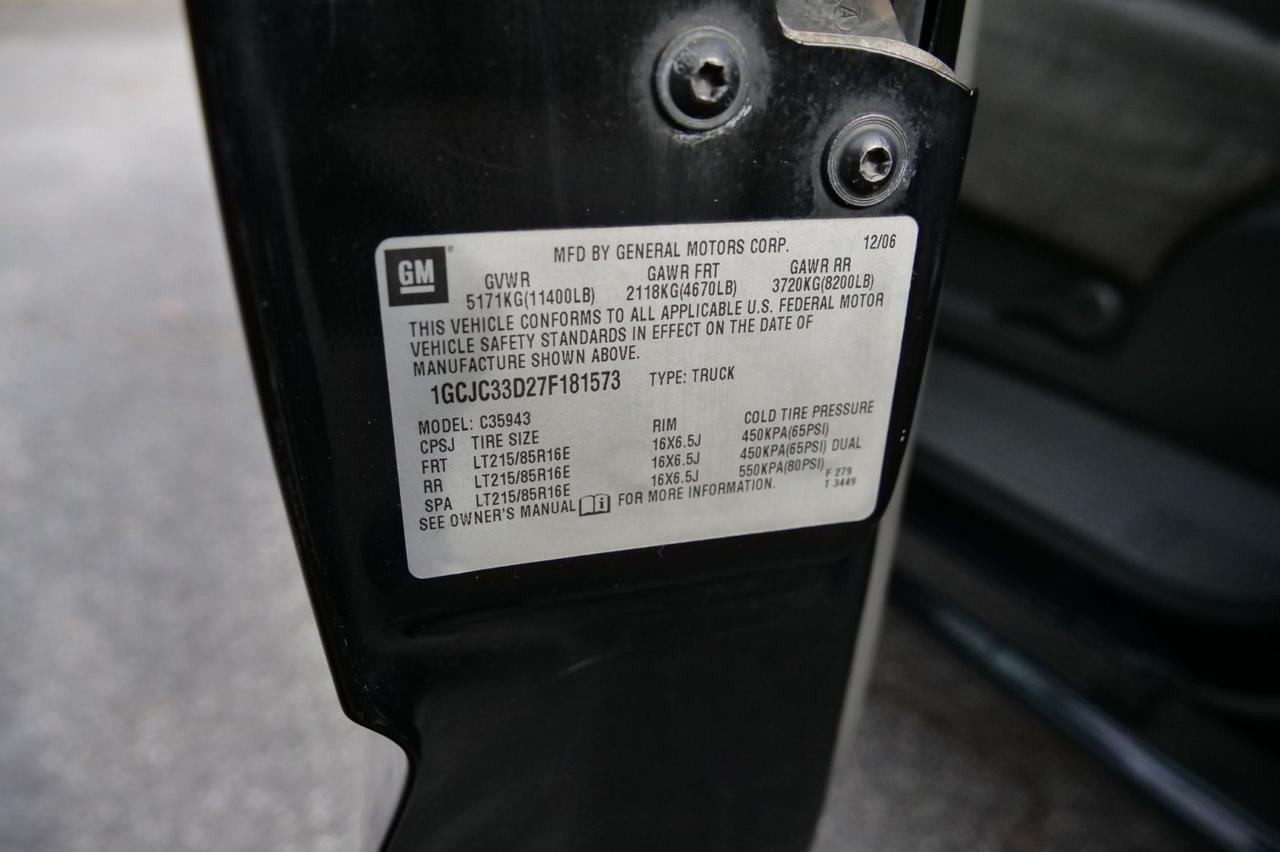 A
GM ®
MFD BY GENERAL MOTORS CORP. 12/06
GVWR GAWR FRT GAWR RR
5171KG(11400LB) 2118KG(4670LB) 3720KG(8200LB)
THIS VEHICLE CONFORMS TO ALL APPLICABLE U.S. FEDERAL MOTOR
VEHICLE SAFETY STANDARDS IN EFFECT ON THE DATE OF
MANUFACTURE SHOWN ABOVE.
1GCJC33D27F181573 TYPE: TRUCK
MODEL: C35943
CPSJ TIRE SIZE RIM COLD TIRE PRESSURE
FRT LT215/85R16E 16X6.5J 450KPA(65PSI)
RR LT215/85R16E 16X6.5J 450KPA(65PSI) DUAL
SPA LT215/85R16E 16X6.5J 550KPA(80PSI)
SEE OWNER'S MANUAL i FOR MORE INFORMATION.
F 279
T 3449